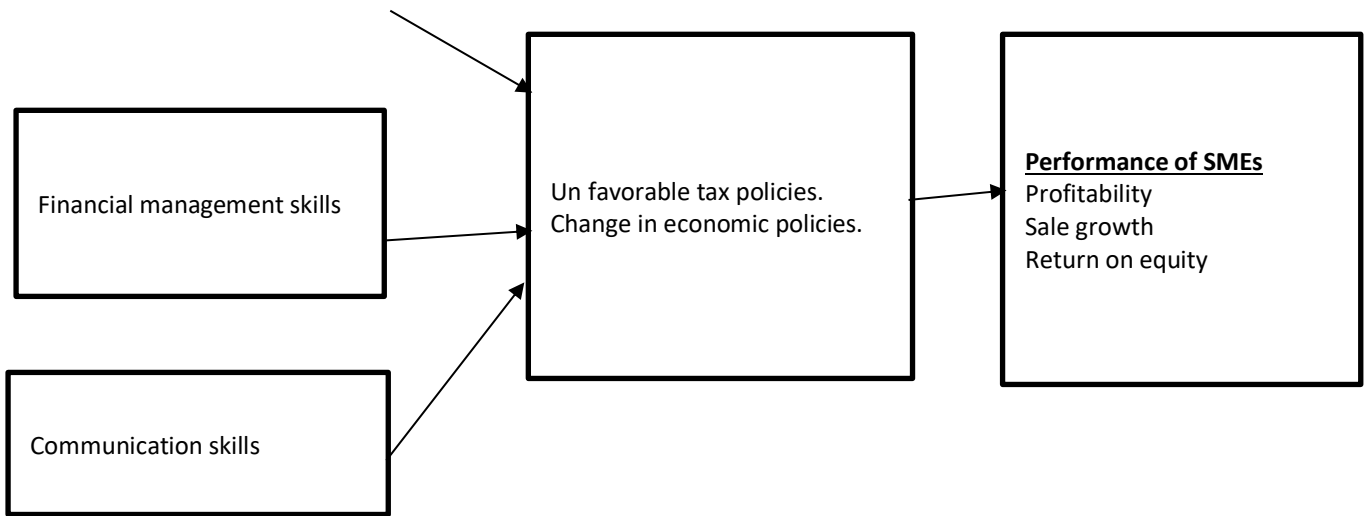 Financial management skills
Communication skills
Un favorable tax policies.
Change in economic policies.
Performance of SMEs
Profitability
Sale growth
Return on equity